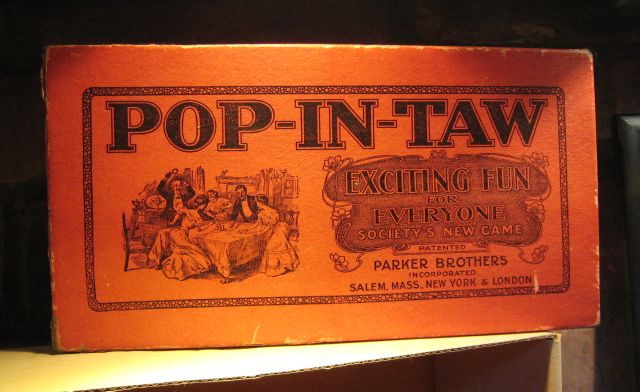 POP-IN-TAW
EXCITING FUN
FOR
EVERYONE
SOCIETY'S NEW GAME
PATENTED
PARKER BROTHERS
INCORPORATED
SALEM, MASS., NEW YORK & LONDON